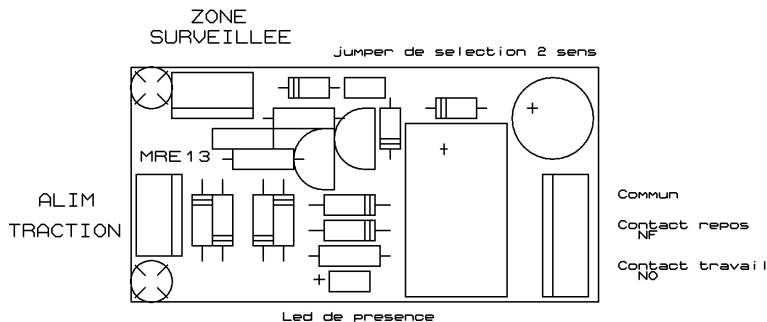 ZONE
SURVEILLEE
jumper de selection 2 sens
MRE13
ALIM
TRACTION
Commun
Contact repos
NF
Contact travail
NO
Led de presence